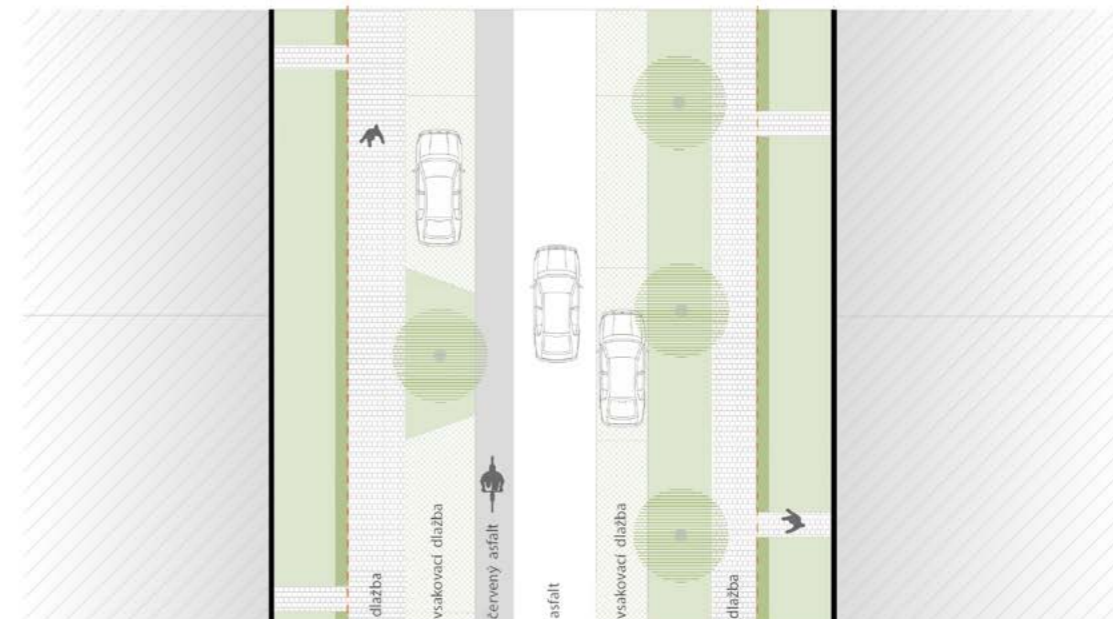 dlažba
vsakovací dlažba
červený asfalt
asfalt
vsakovací dlažba
dlažba